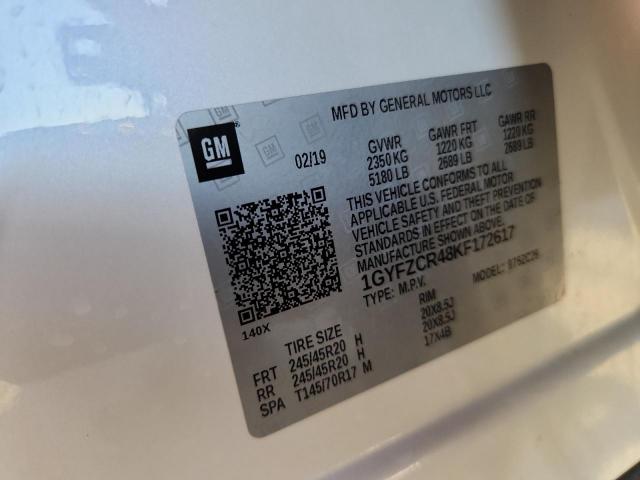 MFD BY GENERAL MOTORS LLC
GM
02/19
GVWR GAWR FRT GAWR RR
2350 KG 1220 KG 1220 KG
5180 LB 2689 LB 2689 LB
THIS VEHICLE CONFORMS TO ALL
APPLICABLE U.S. FEDERAL MOTOR
VEHICLE SAFETY AND THEFT PREVENTION
STANDARDS IN EFFECT ON THE DATE OF
MANUFACTURE SHOWN ABOVE.
1GYFZCR48KF172617
TYPE: M.P.V. MODEL:
140X
TIRE SIZE RIM
FRT 245/45R20 H 20X8.5J
RR 245/45R20 H 20X8.5J
SPA T145/70R17 M 17X4B